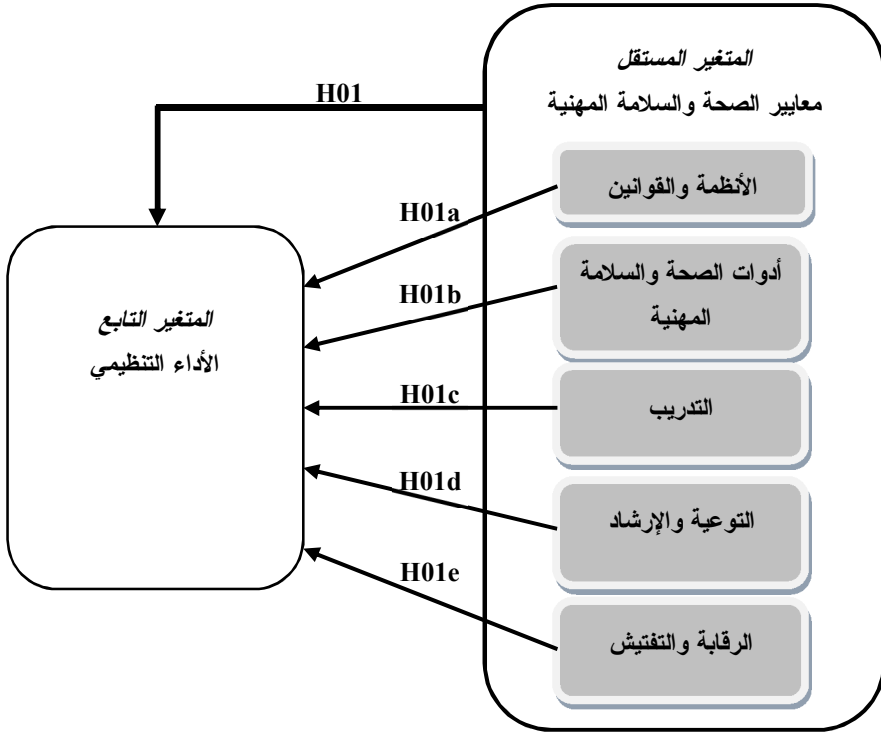 المتغير المستقل
معايير الصحة والسلامة المهنية
H01
الأنظمة والقوانين
H01a
أدوات الصحة والسلامة
المهنية
H01b
المتغير التابع
الأداء التنظيمي
التدريب
H01c
التوعية والإرشاد
H01d
الرقابة والتفتيش
H01e